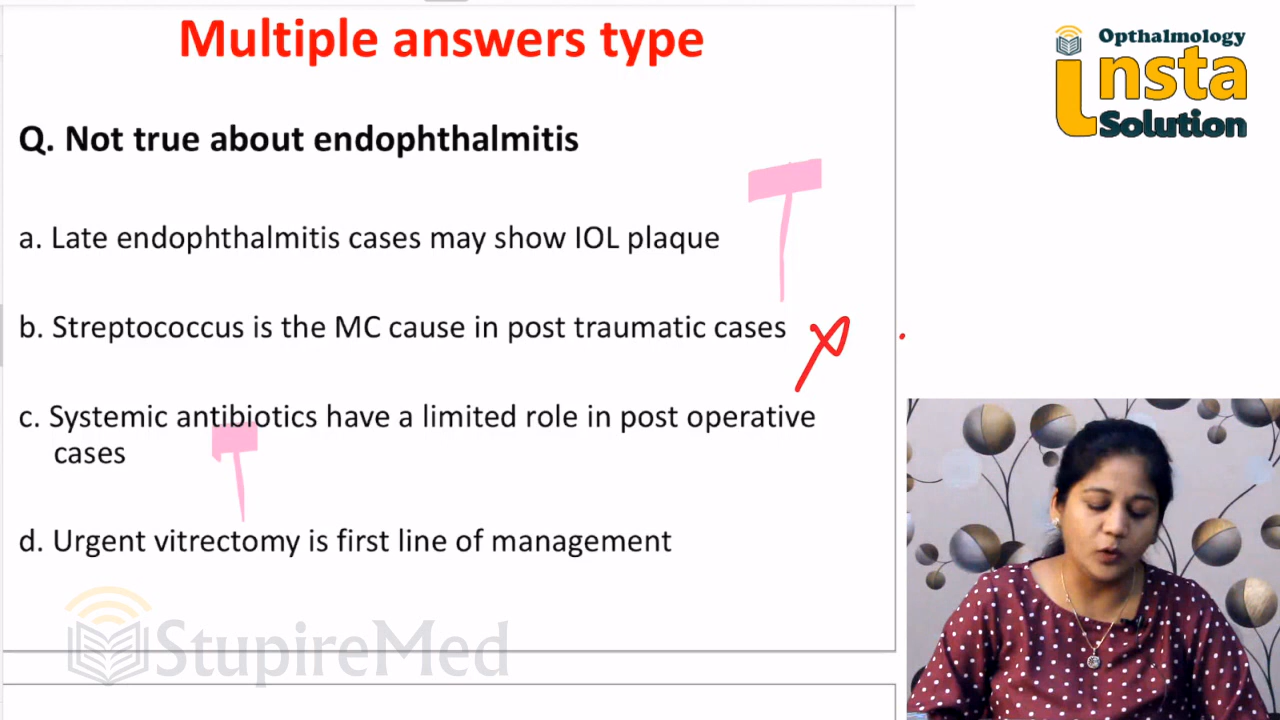 Multiple answers type
Opthalmology
insta
Solution
Q. Not true about endophthalmitis
T
a. Late endophthalmitis cases may show IOL plaque
b. Streptococcus is the MC cause in post traumatic cases
c. Systemic antibiotics have a limited role in post operative
cases
T
d. Urgent vitrectomy is first line of management
StupireMed